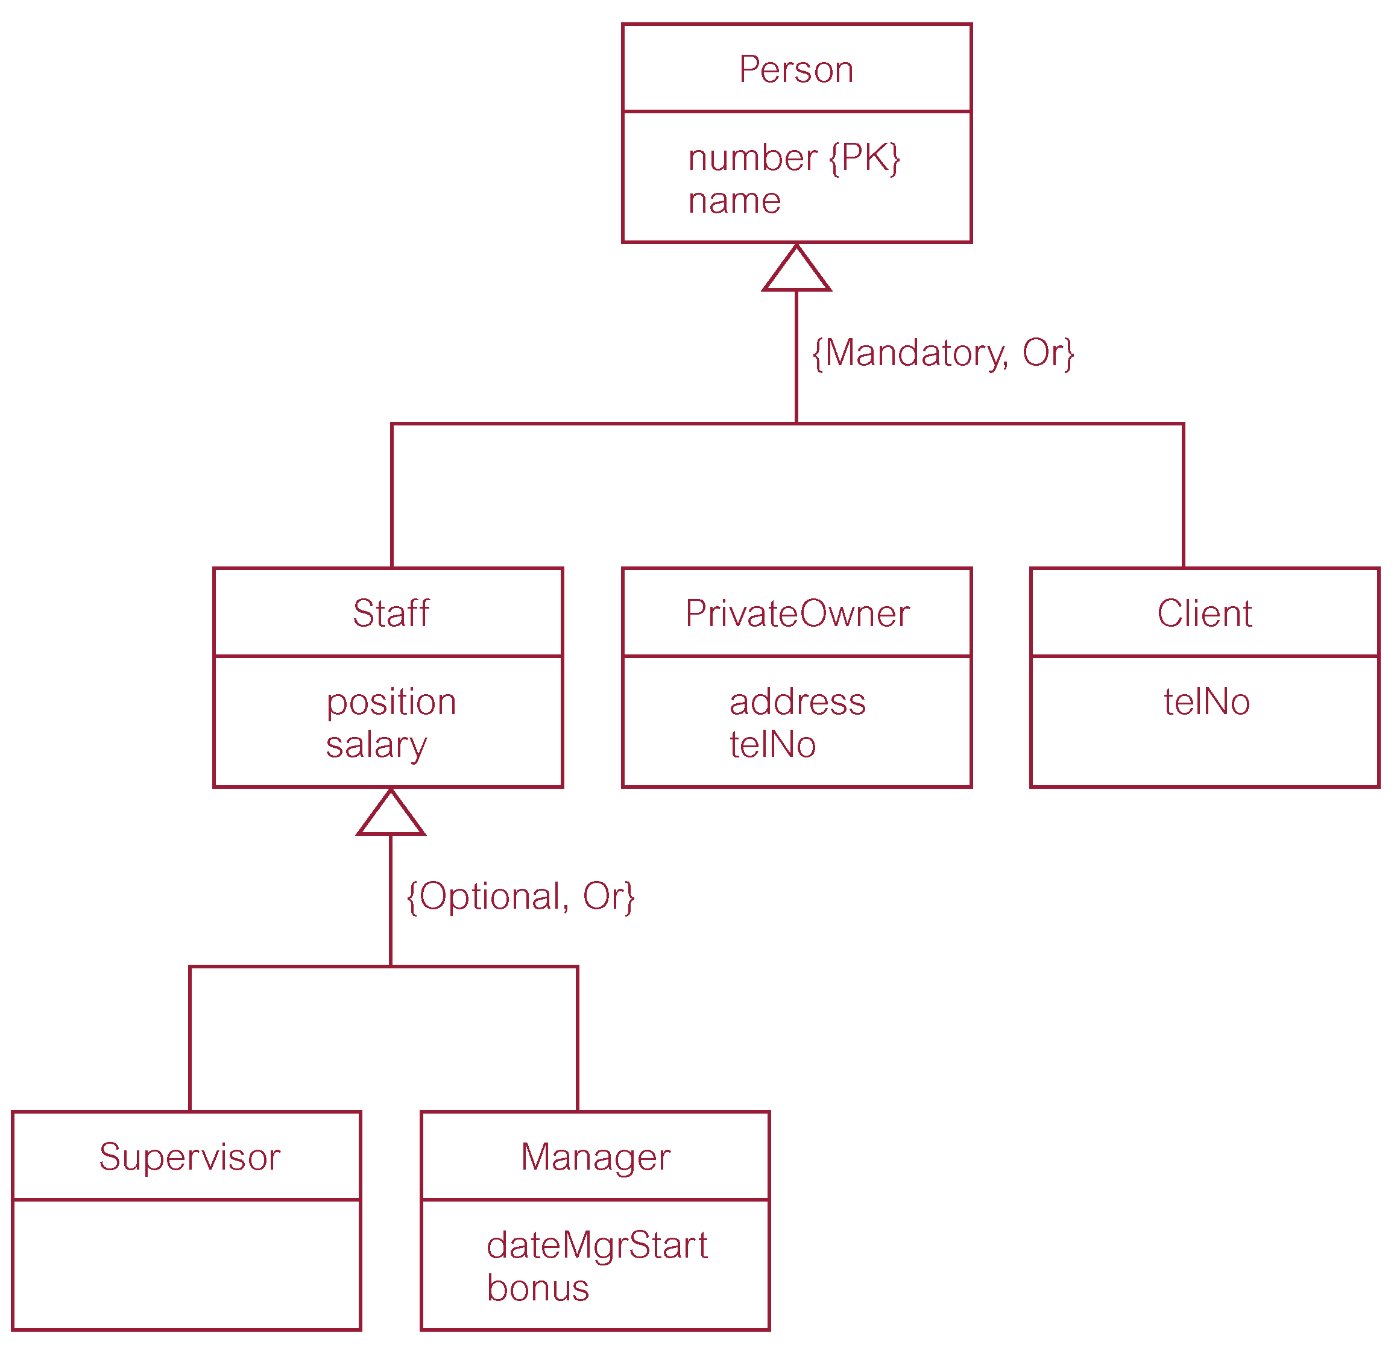 Person
number {PK}
name
{Mandatory, Or}
Staff
position
salary
PrivateOwner
address
telNo
Client
telNo
{Optional, Or}
Supervisor
Manager
dateMgrStart
bonus